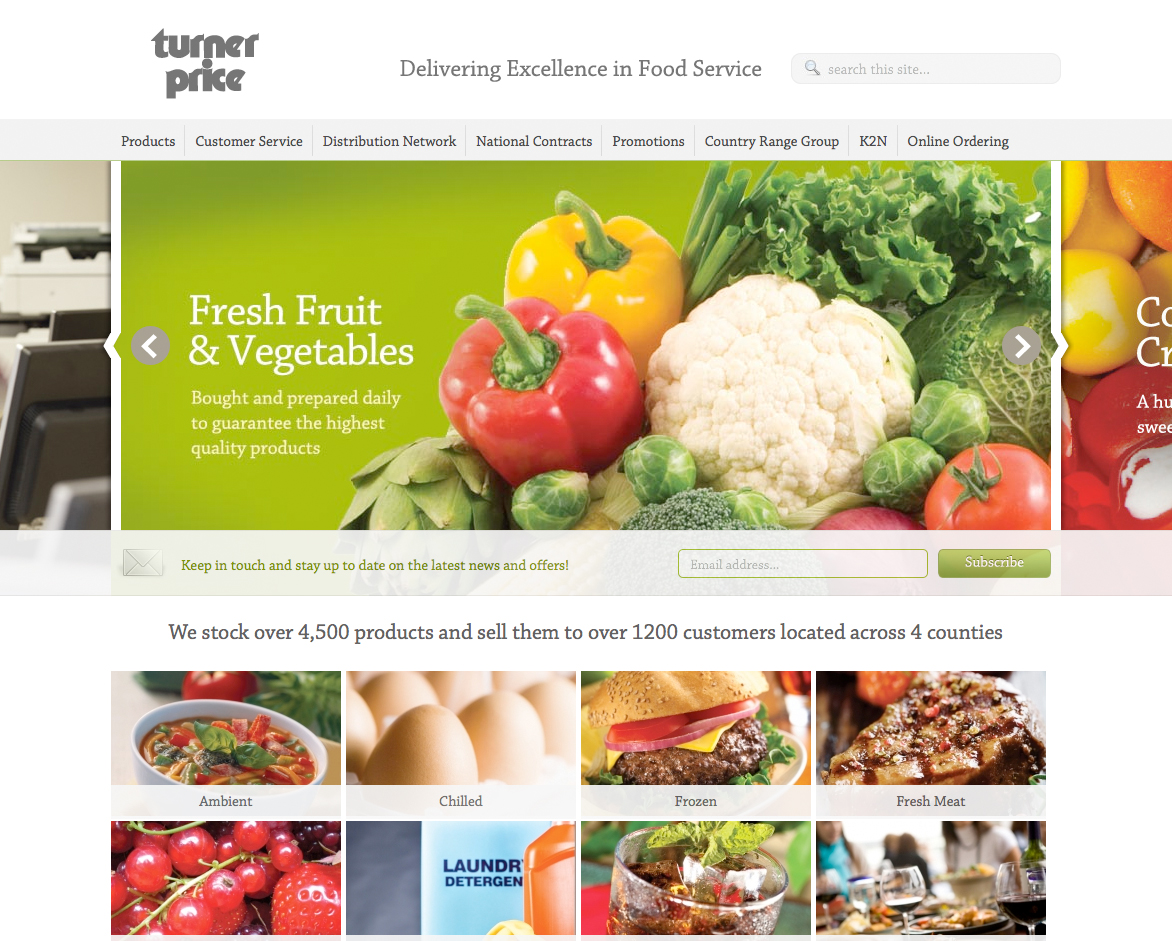 turner
price
Delivering Excellence in Food Service
search this site...
Products
Customer Service
Distribution Network
National Contracts
Promotions
Country Range Group
K2N
Online Ordering
Fresh Fruit
& Vegetables
Bought and prepared daily
to guarantee the highest
quality products
A hu
swee
Keep in touch and stay up to date on the latest news and offers!
Email address...
Subscribe
We stock over 4,500 products and sell them to over 1200 customers located across 4 counties
Ambient
Chilled
Frozen
Fresh Meat
LAUNDR
DETERGEN